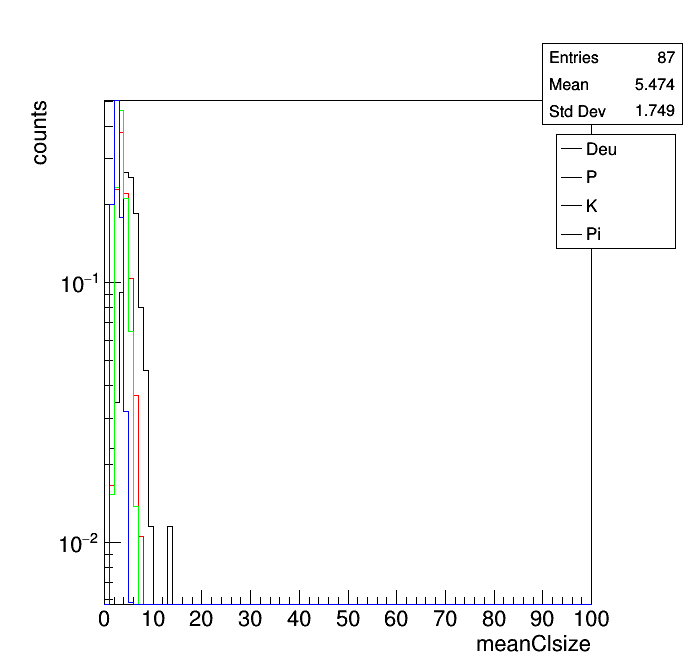 Entries 87
Mean 5.474
Std Dev 1.749
counts
Deu
P
K
Pi
10⁻¹
10⁻²
0 10 20 30 40 50 60 70 80 90 100
meanClsize